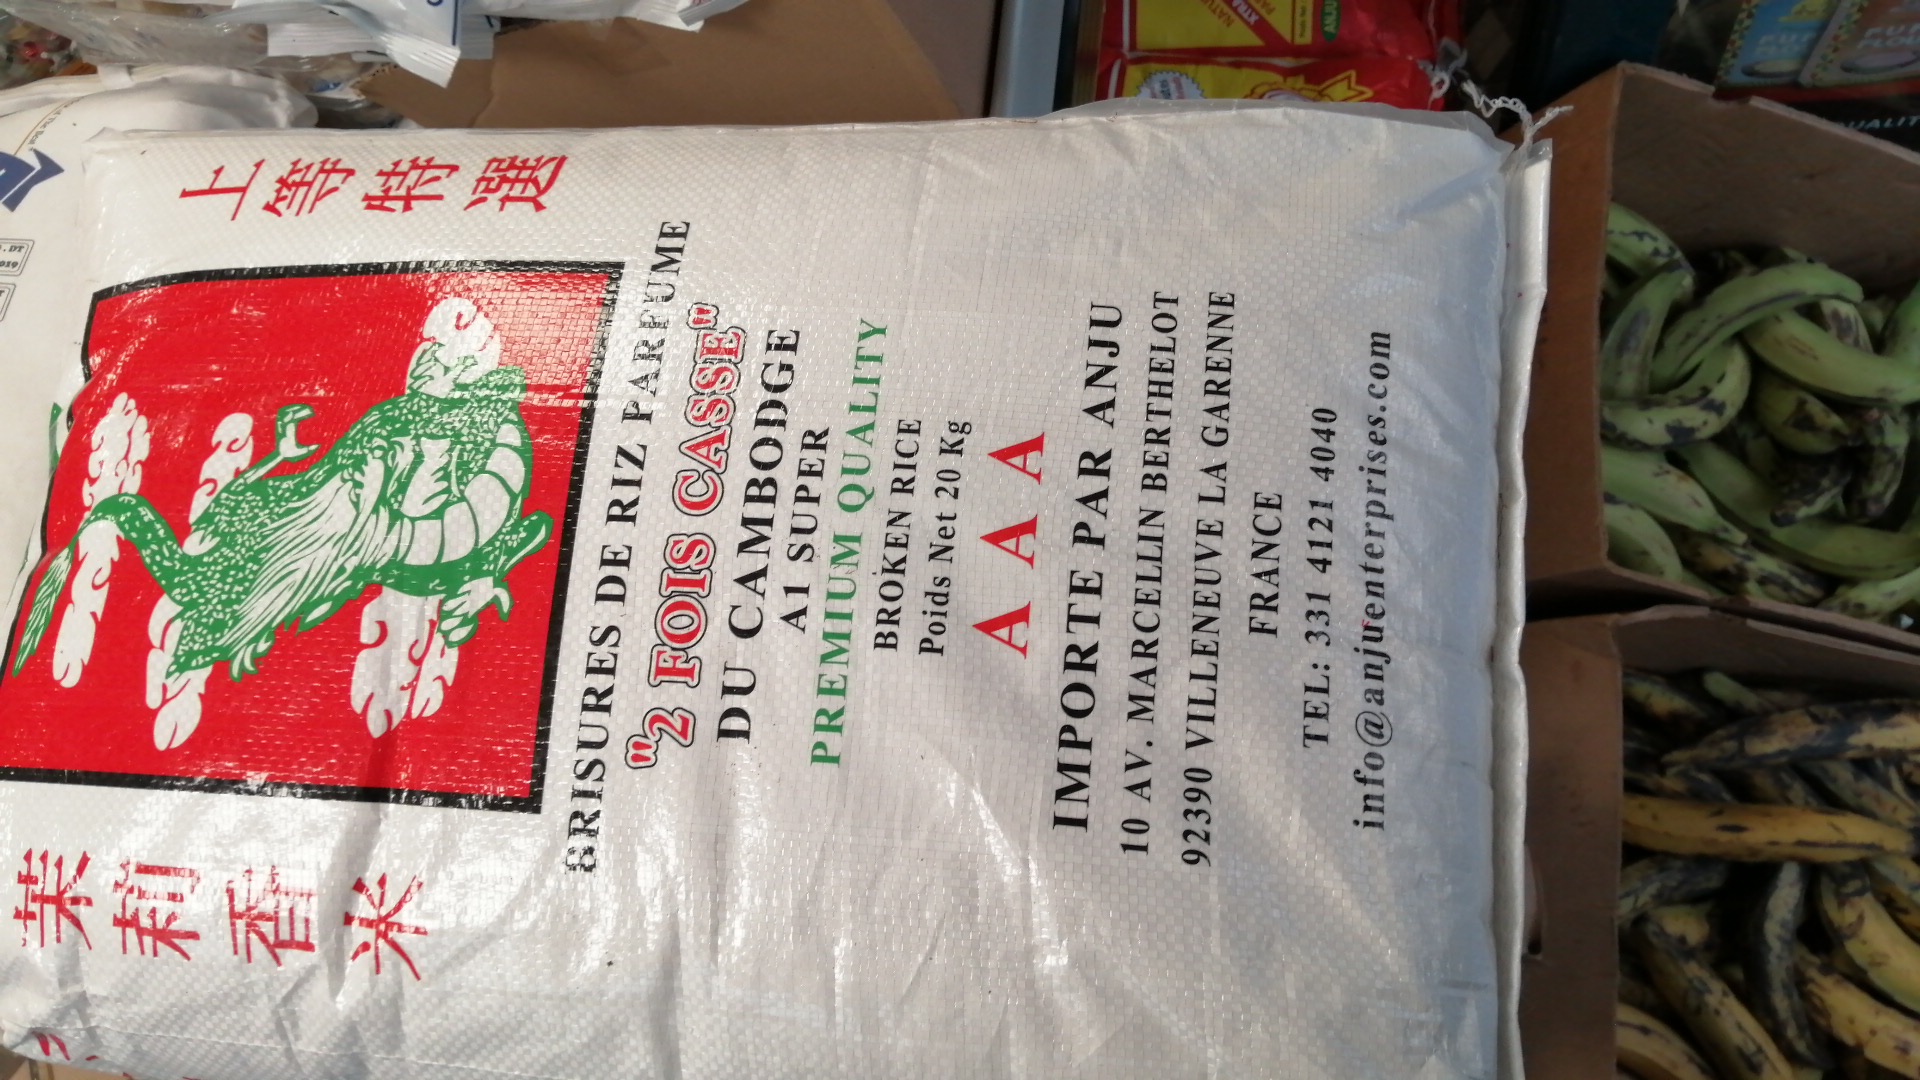 茉莉香米
上等特選
BRISURES DE RIZ PARFUME
"2 FOIS CASSE"
DU CAMBODGE
A1 SUPER
PREMIUM QUALITY
BROKEN RICE
Poids Net 20 Kg
A A A
IMPORTE PAR ANJU
10 AV. MARCELLIN BERTHELOT
92390 VILLENEUVE LA GARENNE
FRANCE
TEL: 331 4121 4040
info@anjuenterprises.com
XTRA
ANJU